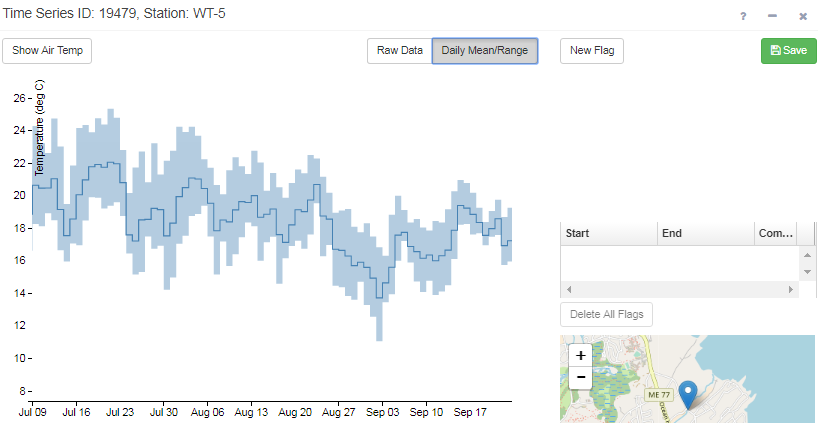 Time Series ID: 19479, Station: WT-5
? − ×
Show Air Temp
Raw Data Daily Mean/Range
New Flag
Save
Temperature (deg C)
26
24
22
20
18
16
14
12
10
8
Jul 09 Jul 16 Jul 23 Jul 30 Aug 06 Aug 13 Aug 20 Aug 27 Sep 03 Sep 10 Sep 17
Start End Com...
Delete All Flags
+
−
ME 77